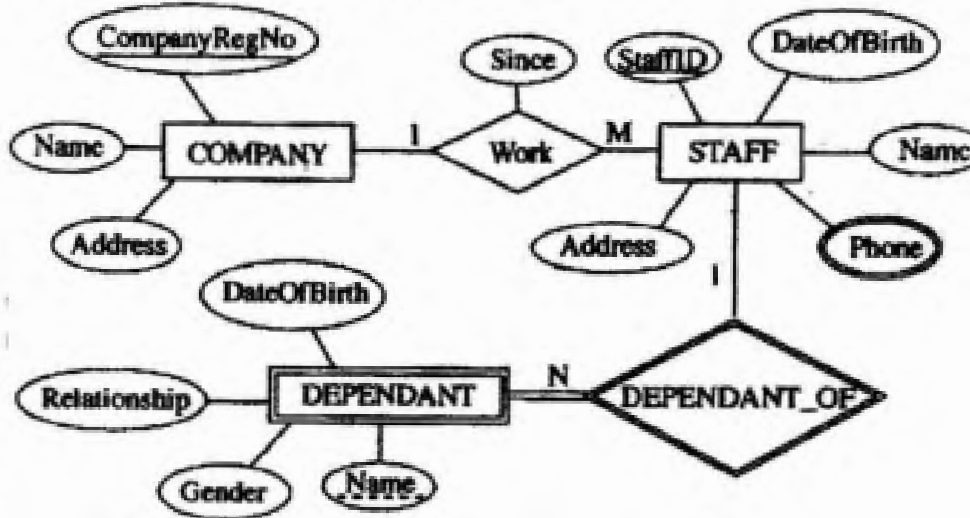 CompanyRegNo
Since
StaffID
DateOfBirth
Name
COMPANY
1
Work
M
STAFF
Name
Address
Address
Phone
DateOfBirth
1
Relationship
DEPENDANT
N
DEPENDANT_OF
Gender
Name